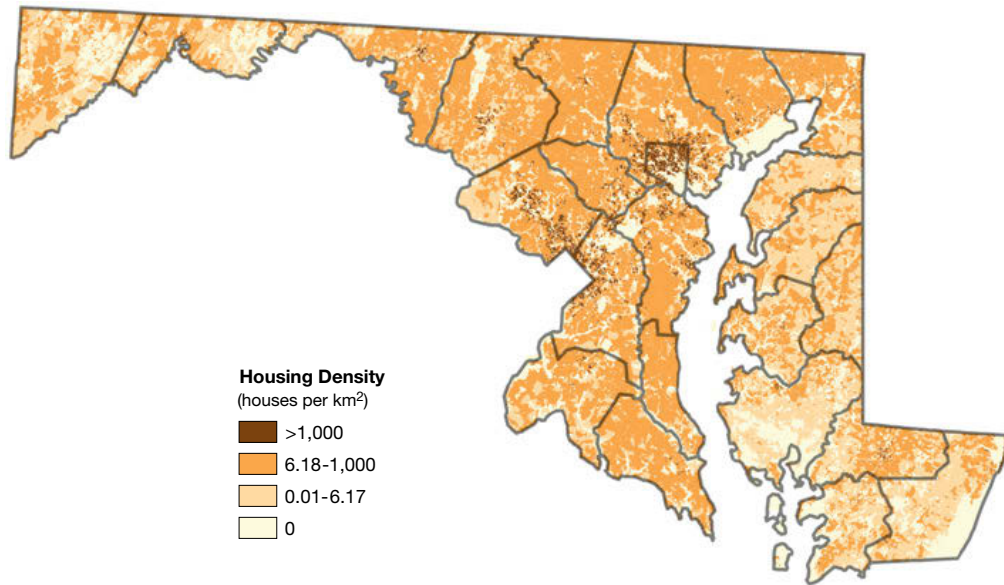 Housing Density
(houses per km²)
>1,000
6.18-1,000
0.01-6.17
0